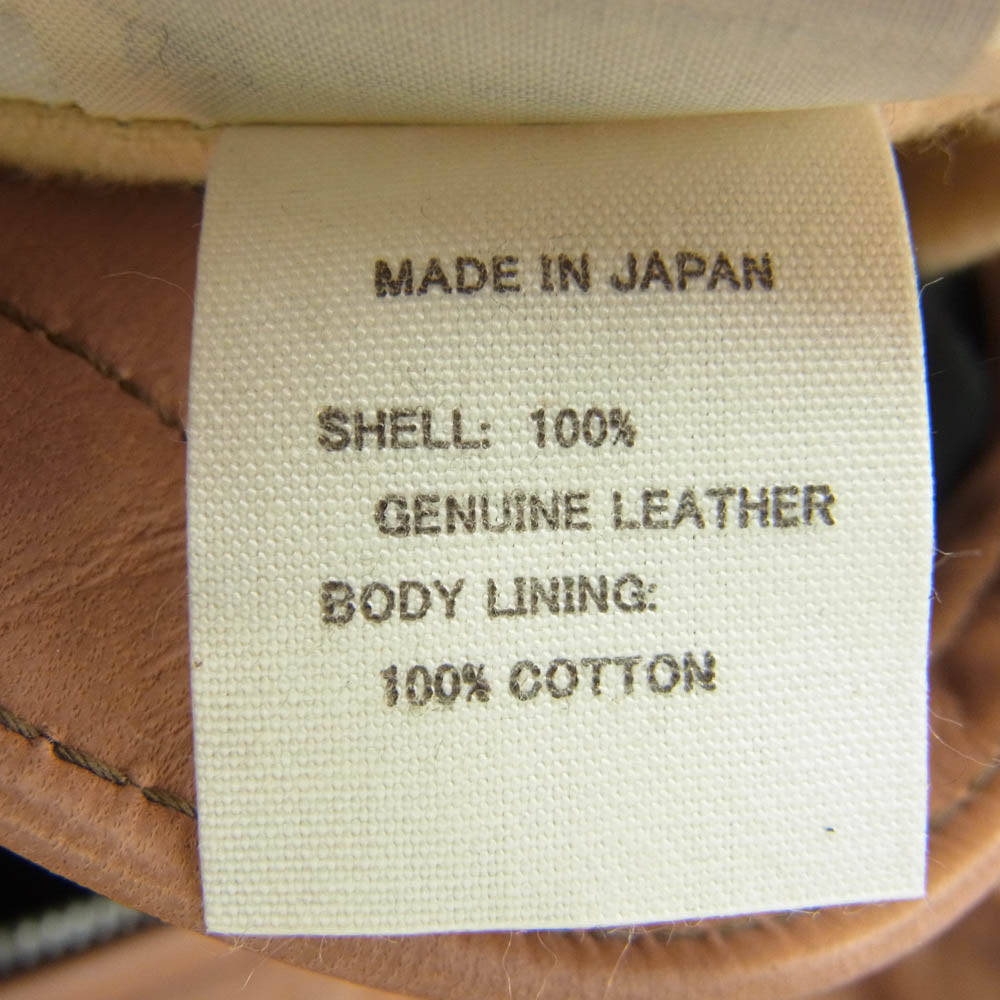 MADE IN JAPAN
SHELL: 100%
GENUINE LEATHER
BODY LINING:
100% COTTON